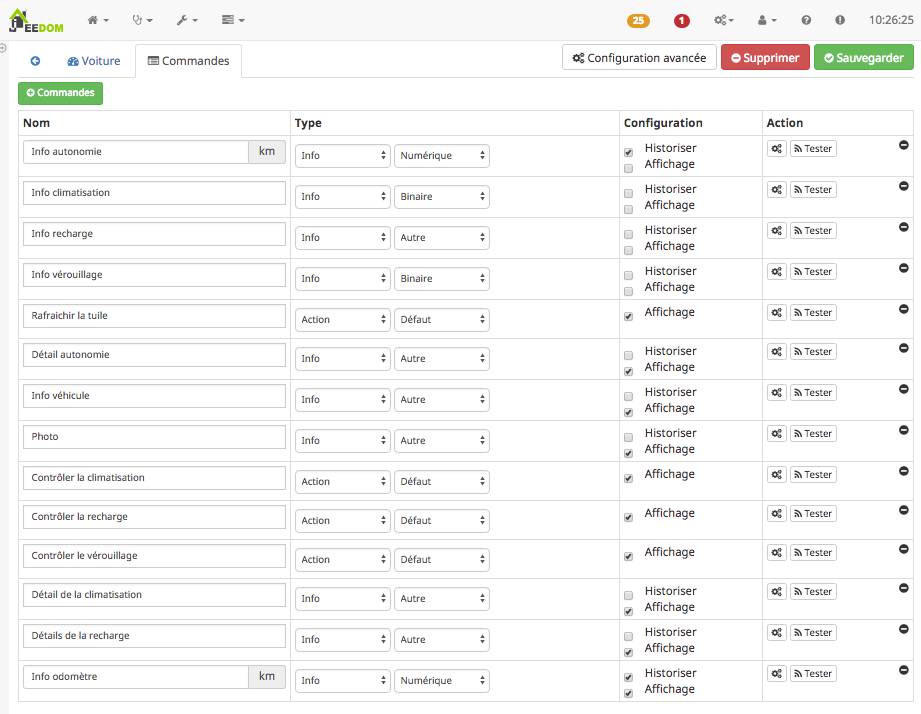 JEEDOM 25 1 10:26:25
Voiture Commandes Configuration avancée Supprimer Sauvegarder
Commandes
Nom Type Configuration Action
Info autonomie km Info Numérique Historiser Tester
Affichage
Info climatisation Info Binaire Historiser Tester
Affichage
Info recharge Info Autre Historiser Tester
Affichage
Info vérouillage Info Binaire Historiser Tester
Affichage
Rafraichir la tuile Action Défaut Affichage Tester
Détail autonomie Info Autre Historiser Tester
Affichage
Info véhicule Info Autre Historiser Tester
Affichage
Photo Info Autre Historiser Tester
Affichage
Contrôler la climatisation Action Défaut Affichage Tester
Contrôler la recharge Action Défaut Affichage Tester
Contrôler le vérouillage Action Défaut Affichage Tester
Détail de la climatisation Info Autre Historiser Tester
Affichage
Détails de la recharge Info Autre Historiser Tester
Affichage
Info odomètre km Info Numérique Historiser Tester
Affichage